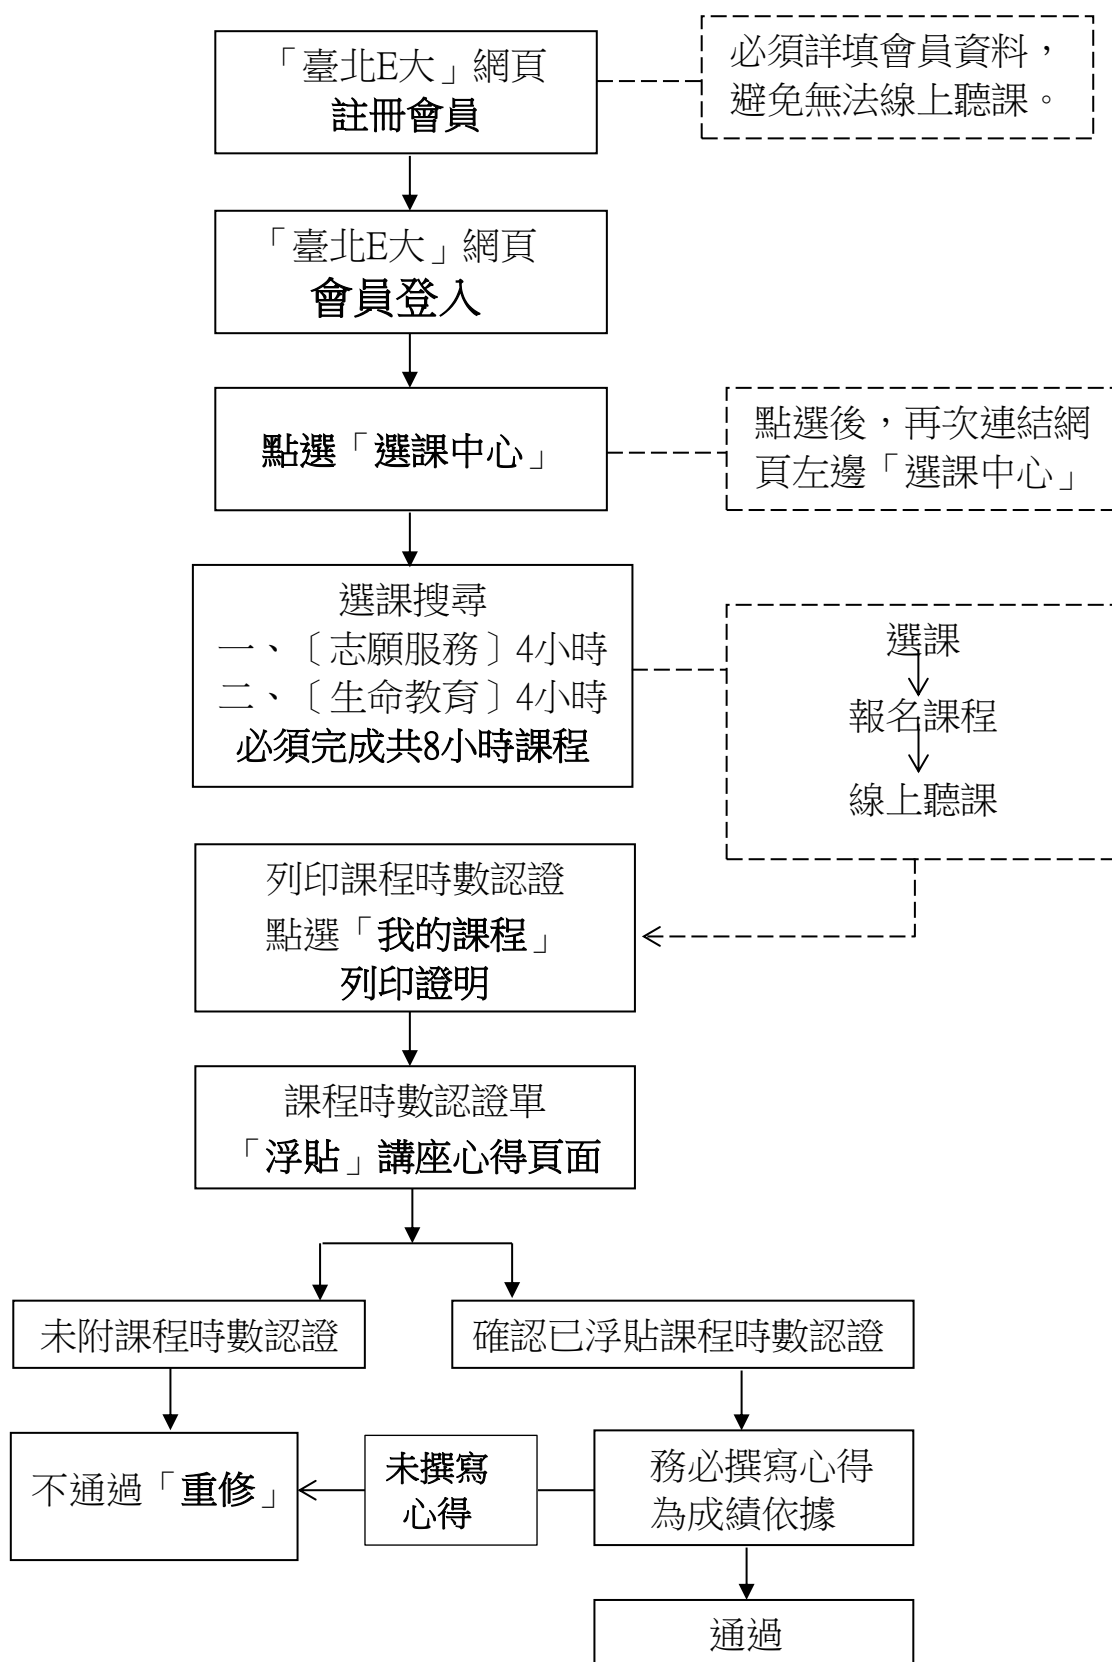 「臺北E大」網頁
註冊會員
必須詳填會員資料，
避免無法線上聽課。
「臺北E大」網頁
會員登入
點選「選課中心」
點選後，再次連結網
頁左邊「選課中心」
選課搜尋
一、〔志願服務〕4小時
二、〔生命教育〕4小時
必須完成共8小時課程
選課
報名課程
線上聽課
列印課程時數認證
點選「我的課程」
列印證明
課程時數認證單
「浮貼」講座心得頁面
未附課程時數認證
確認已浮貼課程時數認證
不通過「重修」
未撰寫
心得
務必撰寫心得
為成績依據
通過